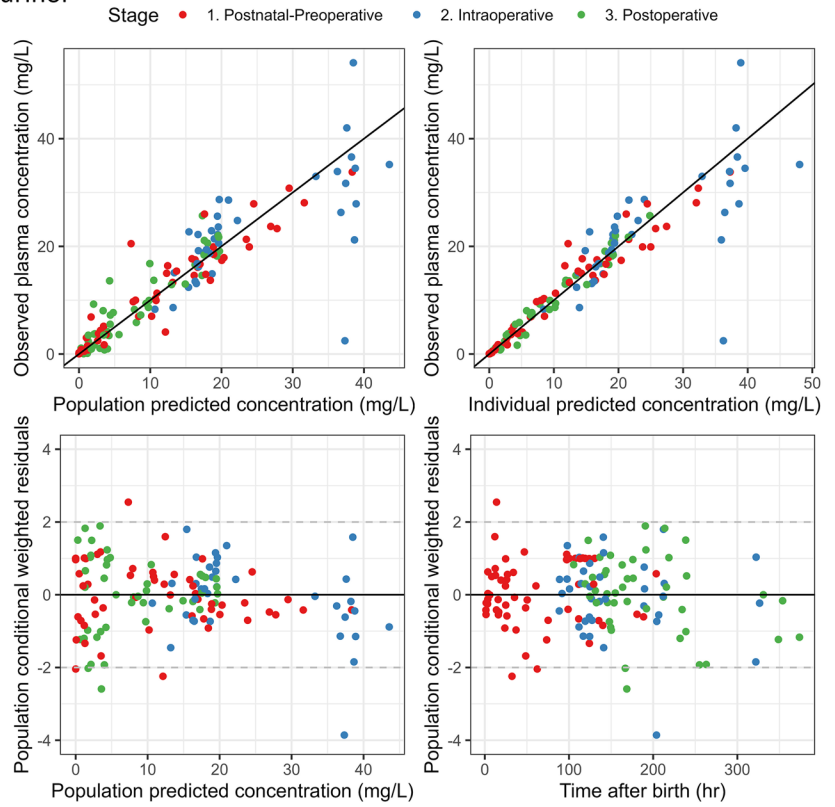 Stage 1. Postnatal-Preoperative 2. Intraoperative 3. Postoperative
Observed plasma concentration (mg/L)
40
20
0
0 10 20 30 40
Population predicted concentration (mg/L)
Observed plasma concentration (mg/L)
40
20
0
0 10 20 30 40 50
Individual predicted concentration (mg/L)
Population conditional weighted residuals
4
2
0
-2
-4
0 10 20 30 40
Population predicted concentration (mg/L)
Population conditional weighted residuals
4
2
0
-2
-4
0 100 200 300
Time after birth (hr)